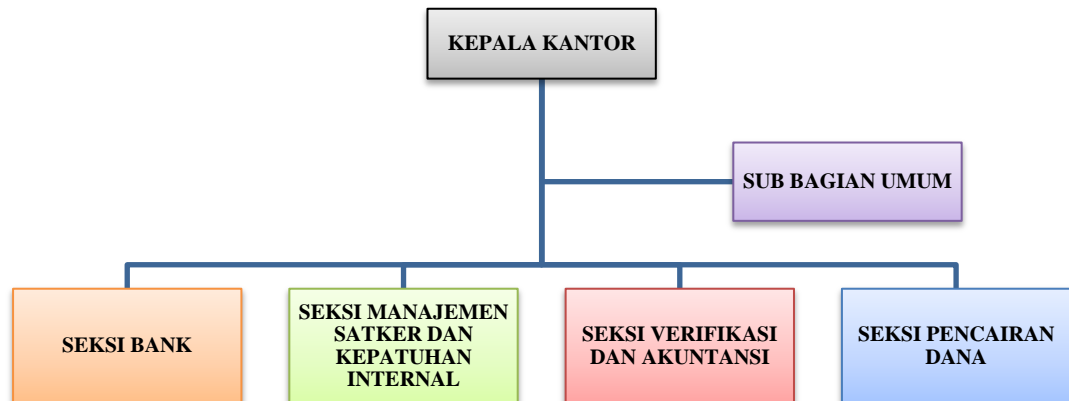 KEPALA KANTOR
SUB BAGIAN UMUM
SEKSI BANK
SEKSI MANAJEMEN
SATKER DAN
KEPATUHAN
INTERNAL
SEKSI VERIFIKASI
DAN AKUNTANSI
SEKSI PENCAIRAN
DANA